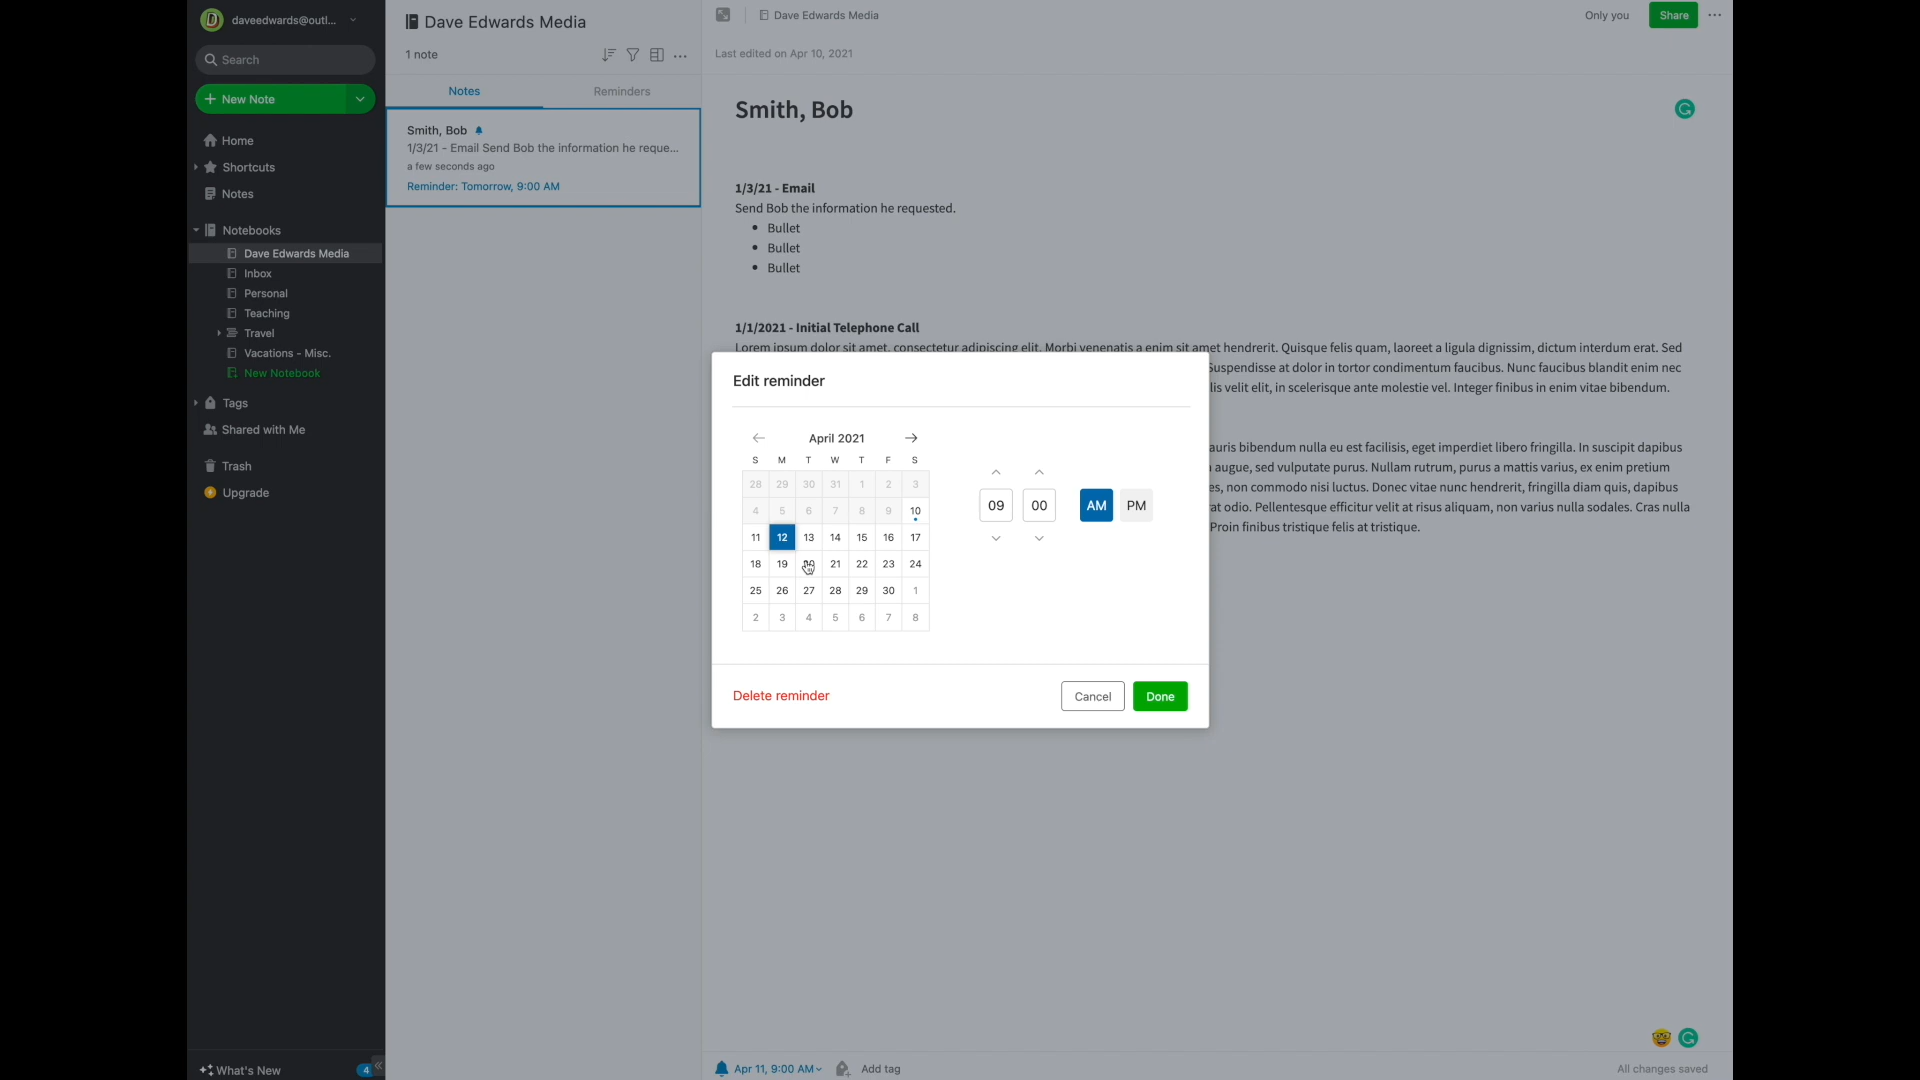 D daveedwards@outl...
Search
New Note
Home
Shortcuts
Notes
Notebooks
Dave Edwards Media
Inbox
Personal
Teaching
Travel
Vacations - Misc.
New Notebook
Tags
Shared with Me
Trash
Upgrade
What's New 4
Dave Edwards Media
1 note
Notes Reminders
Smith, Bob
1/3/21 - Email Send Bob the information he reque...
a few seconds ago
Reminder: Tomorrow, 9:00 AM
Dave Edwards Media Only you Share
Last edited on Apr 10, 2021
Smith, Bob
1/3/21 - Email
Send Bob the information he requested.
• Bullet
• Bullet
• Bullet
1/1/2021 - Initial Telephone Call
Lorem ipsum dolor sit amet, consectetur adipiscing elit. Morbi venenatis a enim sit amet hendrerit. Quisque felis quam, laoreet a ligula dignissim, dictum interdum erat. Sed
Suspendisse at dolor in tortor condimentum faucibus. Nunc faucibus blandit enim nec
lis velit elit, in scelerisque ante molestie vel. Integer finibus in enim vitae bibendum.
auris bibendum nulla eu est facilisis, eget imperdiet libero fringilla. In suscipit dapibus
augue, sed vulputate purus. Nullam rutrum, purus a mattis varius, ex enim pretium
es, non commodo nisi luctus. Donec vitae nunc hendrerit, fringilla diam quis, dapibus
at odio. Pellentesque efficitur velit at risus aliquam, non varius nulla sodales. Cras nulla
Proin finibus tristique felis at tristique.
Edit reminder
April 2021
S M T W T F S
28 29 30 31 1 2 3
4 5 6 7 8 9 10
11 12 13 14 15 16 17
18 19 21 22 23 24
25 26 27 28 29 30 1
2 3 4 5 6 7 8
09 00 AM PM
Delete reminder Cancel Done
Apr 11, 9:00 AM Add tag All changes saved